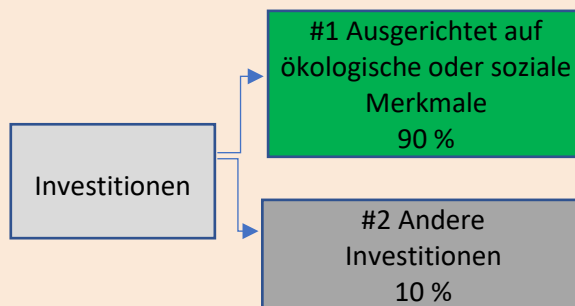 #1 Ausgerichtet auf
ökologische oder soziale
Merkmale
90 %
Investitionen
#2 Andere
Investitionen
10 %